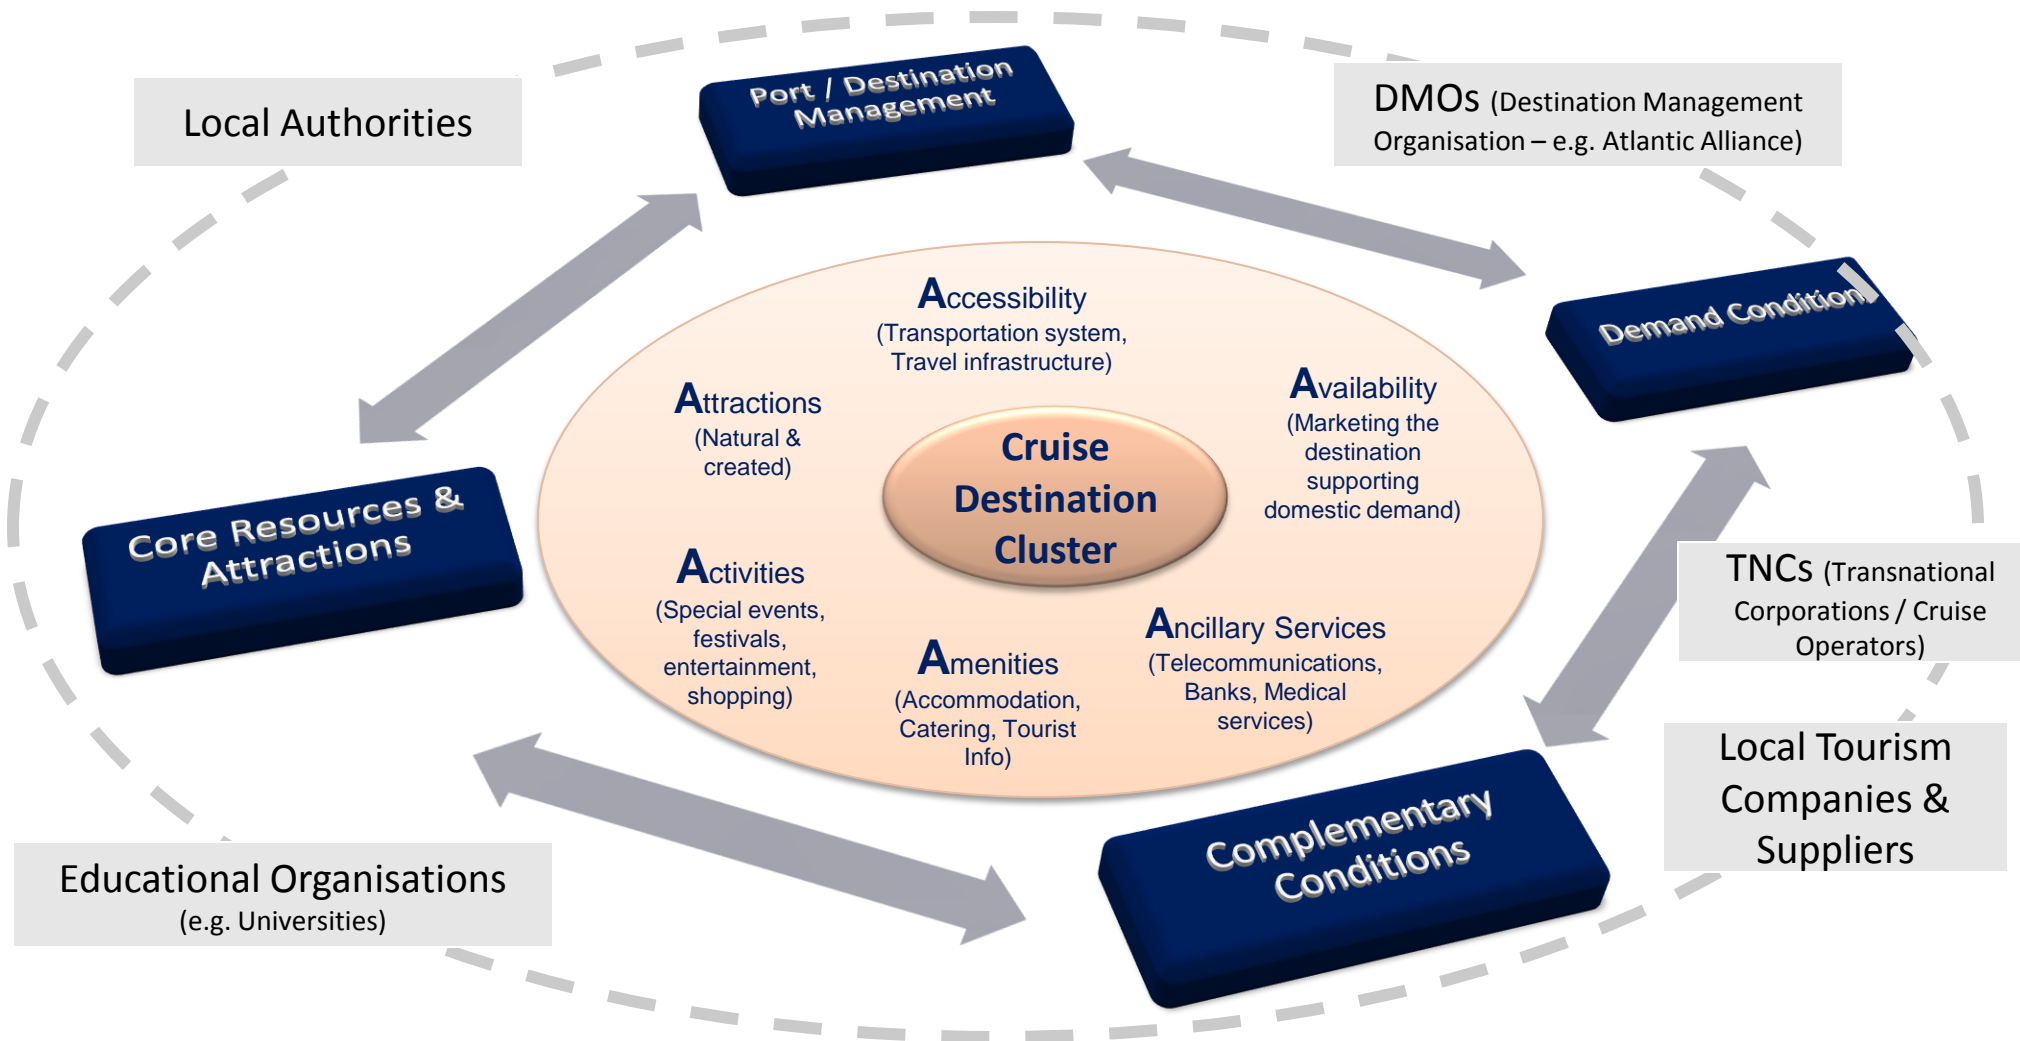 Port / Destination
Management
Local Authorities
DMOs (Destination Management
Organisation – e.g. Atlantic Alliance)
Demand Condition
Accessibility
(Transportation system,
Travel infrastructure)
Attractions
(Natural &
created)
Availability
(Marketing the
destination
supporting
domestic demand)
Cruise
Destination
Cluster
Core Resources &
Attractions
Activities
(Special events,
festivals,
entertainment,
shopping)
Amenities
(Accommodation,
Catering, Tourist
Info)
Ancillary Services
(Telecommunications,
Banks, Medical
services)
TNCs (Transnational
Corporations / Cruise
Operators)
Local Tourism
Companies &
Suppliers
Complementary
Conditions
Educational Organisations
(e.g. Universities)